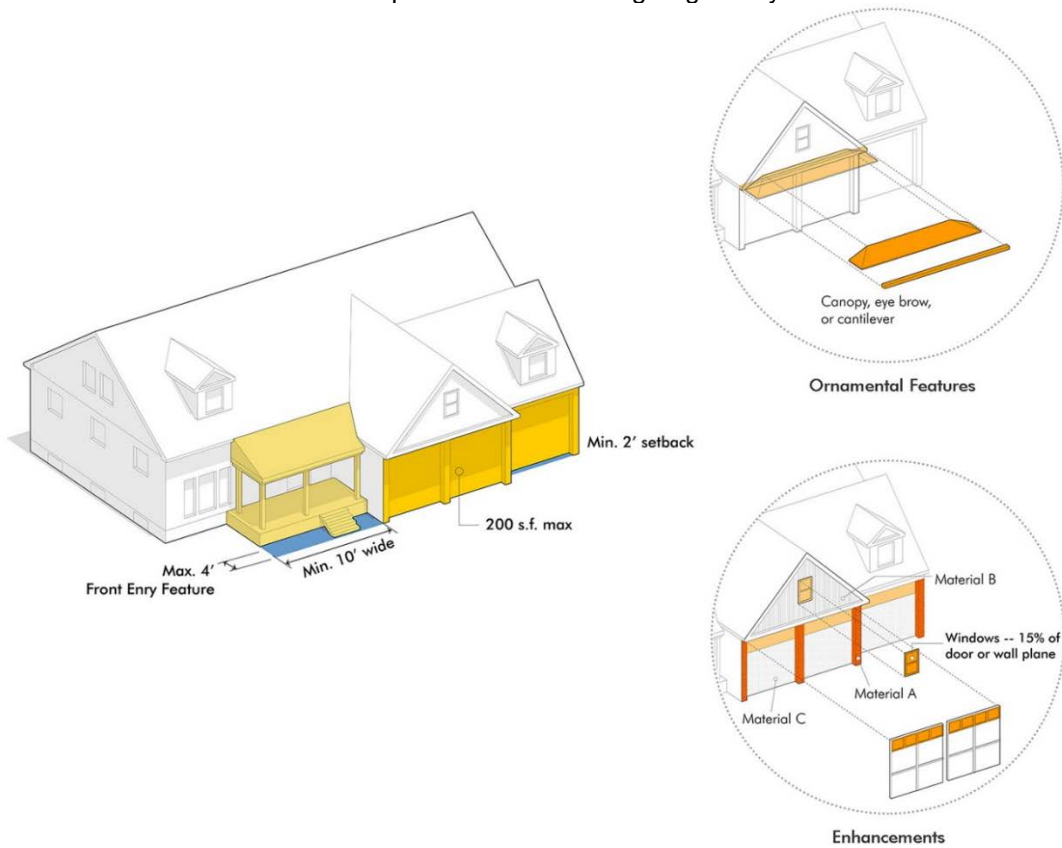 Canopy, eye brow,
or cantilever
Ornamental Features
Min. 2' setback
200 s.f. max
Min. 10' wide
Max. 4'
Front Enry Feature
Material B
Windows -- 15% of
door or wall plane
Material A
Material C
Enhancements